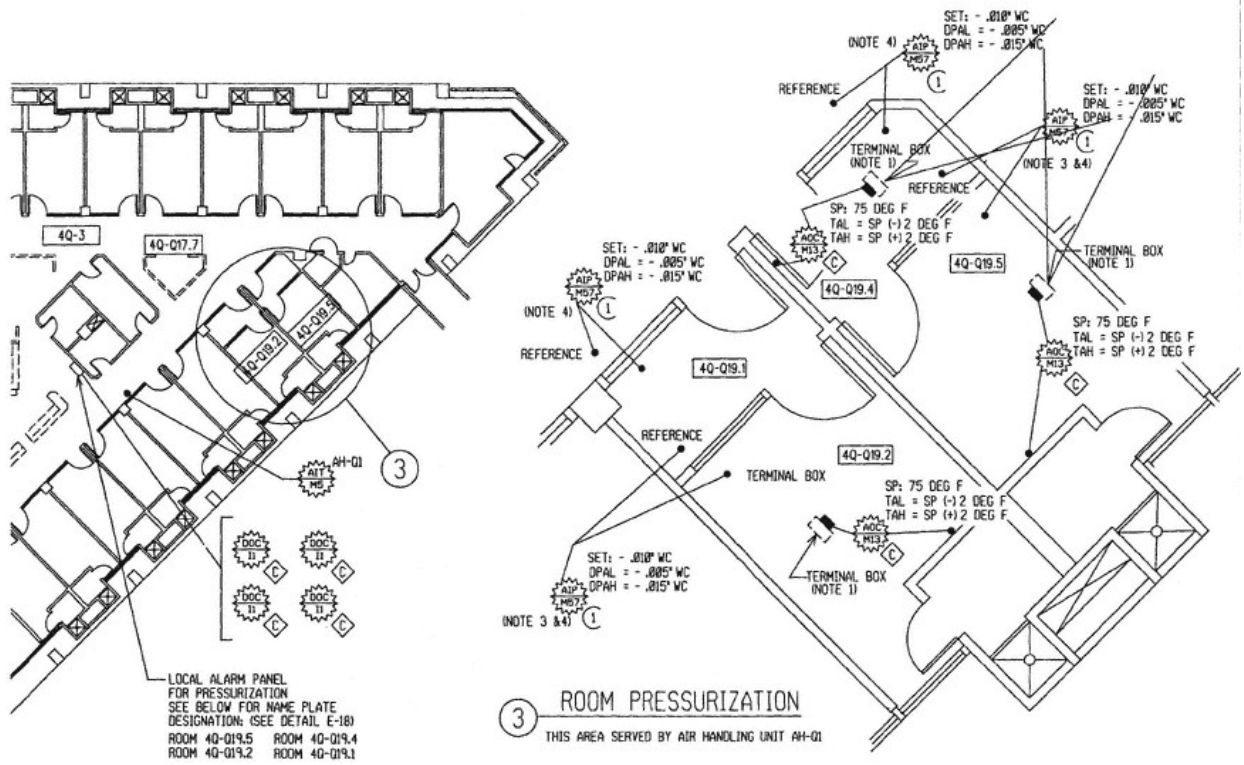 4Q-3
4Q-Q17.7
4Q-Q19.5
4Q-Q19.2
3
AIT
M5
AH-Q1
DOC
I1
C
DOC
I1
C
DOC
I1
C
DOC
I1
C
LOCAL ALARM PANEL
FOR PRESSURIZATION
SEE BELOW FOR NAME PLATE
DESIGNATION: (SEE DETAIL E-18)
ROOM 4Q-Q19.5 ROOM 4Q-Q19.4
ROOM 4Q-Q19.2 ROOM 4Q-Q19.1
SET: - .010" WC
DPAL = - .005" WC
DPAH = - .015" WC
(NOTE 4)
AIP
M57
1
REFERENCE
SET: - .010" WC
DPAL = - .005" WC
DPAH = - .015" WC
AIP
M57
1
(NOTE 3 &4)
TERMINAL BOX
(NOTE 1)
REFERENCE
SP: 75 DEG F
TAL = SP (-) 2 DEG F
TAH = SP (+) 2 DEG F
AOC
M13
C
4Q-Q19.4
4Q-Q19.5
TERMINAL BOX
(NOTE 1)
SP: 75 DEG F
TAL = SP (-) 2 DEG F
TAH = SP (+) 2 DEG F
AOC
M13
C
SET: - .010" WC
DPAL = - .005" WC
DPAH = - .015" WC
AIP
M57
1
(NOTE 4)
REFERENCE
4Q-Q19.1
REFERENCE
4Q-Q19.2
TERMINAL BOX
SP: 75 DEG F
TAL = SP (-) 2 DEG F
TAH = SP (+) 2 DEG F
AOC
M13
C
TERMINAL BOX
(NOTE 1)
SET: - .010" WC
DPAL = - .005" WC
DPAH = - .015" WC
AIP
M57
1
(NOTE 3 &4)
3 ROOM PRESSURIZATION
THIS AREA SERVED BY AIR HANDLING UNIT AH-Q1